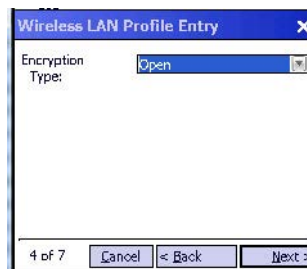 Wireless LAN Profile Entry X
Encryption Type: Open
4 of 7 Cancel < Back Next >